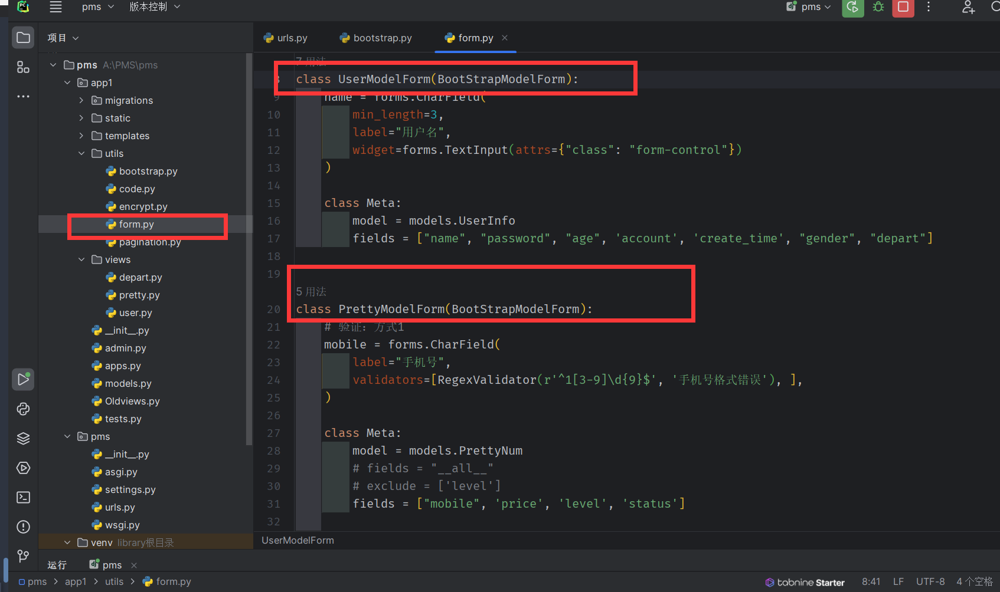 PC
pms 版本控制
dj pms
项目
urls.py bootstrap.py form.py
pms A:\PMS\pms
app1
migrations
static
templates
utils
bootstrap.py
code.py
encrypt.py
form.py
pagination.py
views
depart.py
pretty.py
user.py
__init__.py
admin.py
apps.py
models.py
Oldviews.py
tests.py
pms
__init__.py
asgi.py
settings.py
urls.py
wsgi.py
venv library根目录
7 用法
8 class UserModelForm(BootStrapModelForm):
9 name = forms.CharField(
10 min_length=3,
11 label="用户名",
12 widget=forms.TextInput(attrs={"class": "form-control"})
13 )
14
15 class Meta:
16 model = models.UserInfo
17 fields = ["name", "password", "age", 'account', 'create_time', "gender", "depart"]
18
19
5 用法
20 class PrettyModelForm(BootStrapModelForm):
21 # 验证：方式1
22 mobile = forms.CharField(
23 label="手机号",
24 validators=[RegexValidator(r'^1[3-9]\d{9}$', '手机号格式错误'), ],
25 )
26
27 class Meta:
28 model = models.PrettyNum
29 # fields = "__all__"
30 # exclude = ['level']
31 fields = ["mobile", 'price', 'level', 'status']
32
UserModelForm
运行 dj pms
pms app1 utils form.py
tabnine Starter 8:41 LF UTF-8 4 个空格